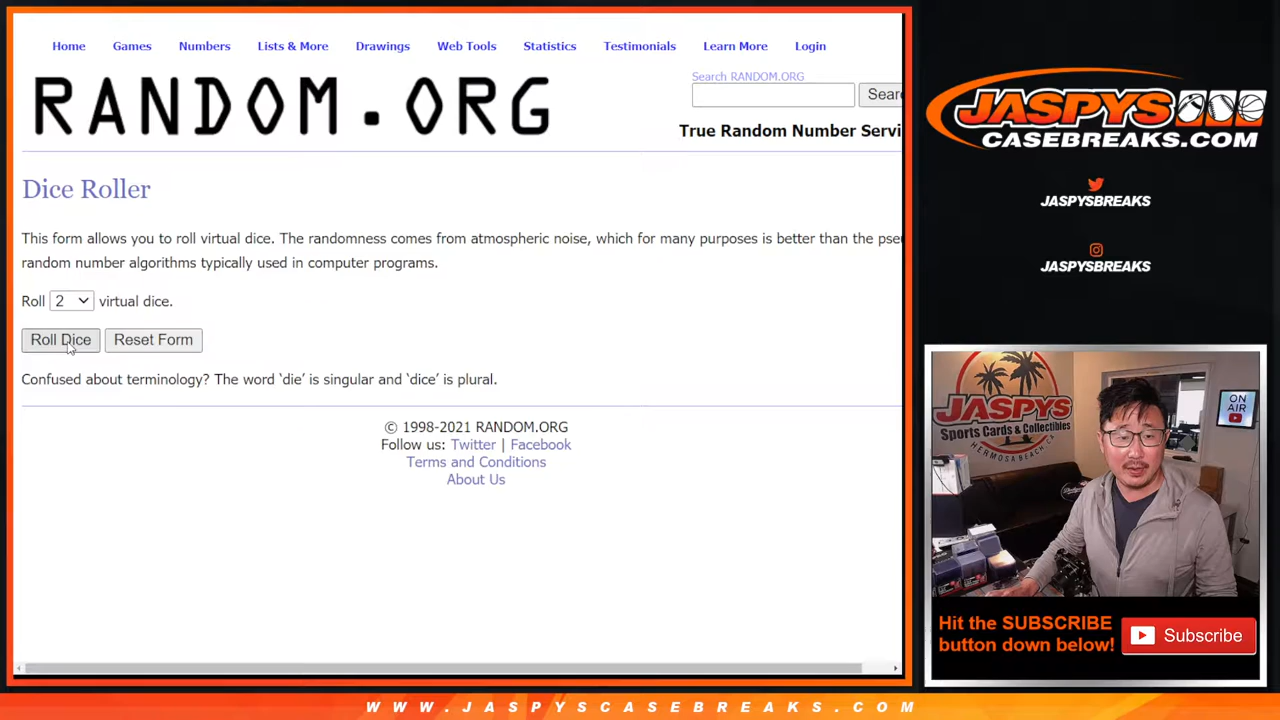 Home Games Numbers Lists & More Drawings Web Tools Statistics Testimonials Learn More Login
RANDOM.ORG
Search RANDOM.ORG
Sear
True Random Number Servi
Dice Roller
This form allows you to roll virtual dice. The randomness comes from atmospheric noise, which for many purposes is better than the pse
random number algorithms typically used in computer programs.
Roll 2 virtual dice.
Roll Dice Reset Form
Confused about terminology? The word ‘die’ is singular and ‘dice’ is plural.
© 1998-2021 RANDOM.ORG
Follow us: Twitter | Facebook
Terms and Conditions
About Us
JASPYS
CASEBREAKS.COM
JASPYSBREAKS
JASPYSBREAKS
JASPYS
Sports Cards & Collectibles
HERMOSA BEACH, CA
ON
AIR
Hit the SUBSCRIBE
button down below!
Subscribe
WWW.JASPYSCASEBREAKS.COM